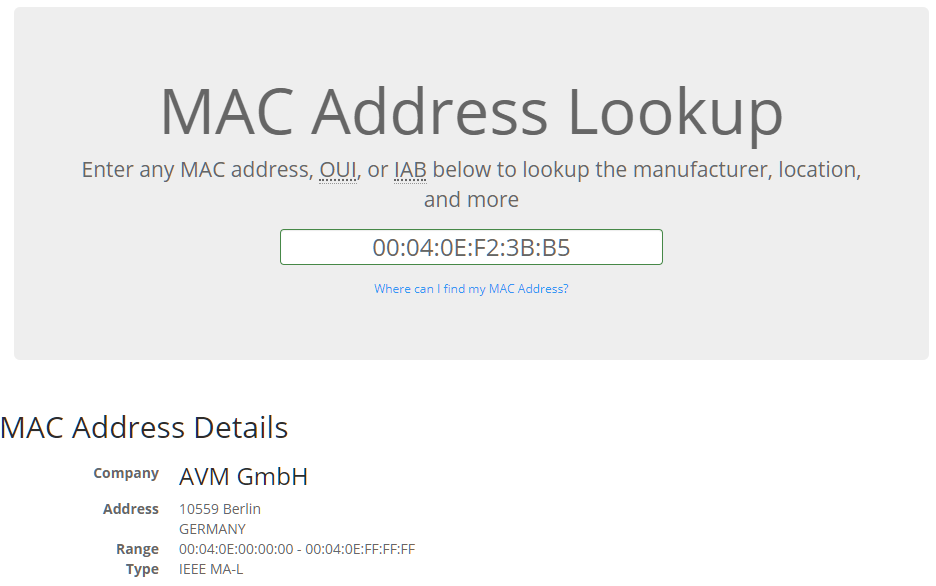 MAC Address Lookup
Enter any MAC address, OUI, or IAB below to lookup the manufacturer, location,
and more
00:04:0E:F2:3B:B5
Where can I find my MAC Address?
MAC Address Details
Company AVM GmbH
Address 10559 Berlin
GERMANY
Range 00:04:0E:00:00:00 - 00:04:0E:FF:FF:FF
Type IEEE MA-L